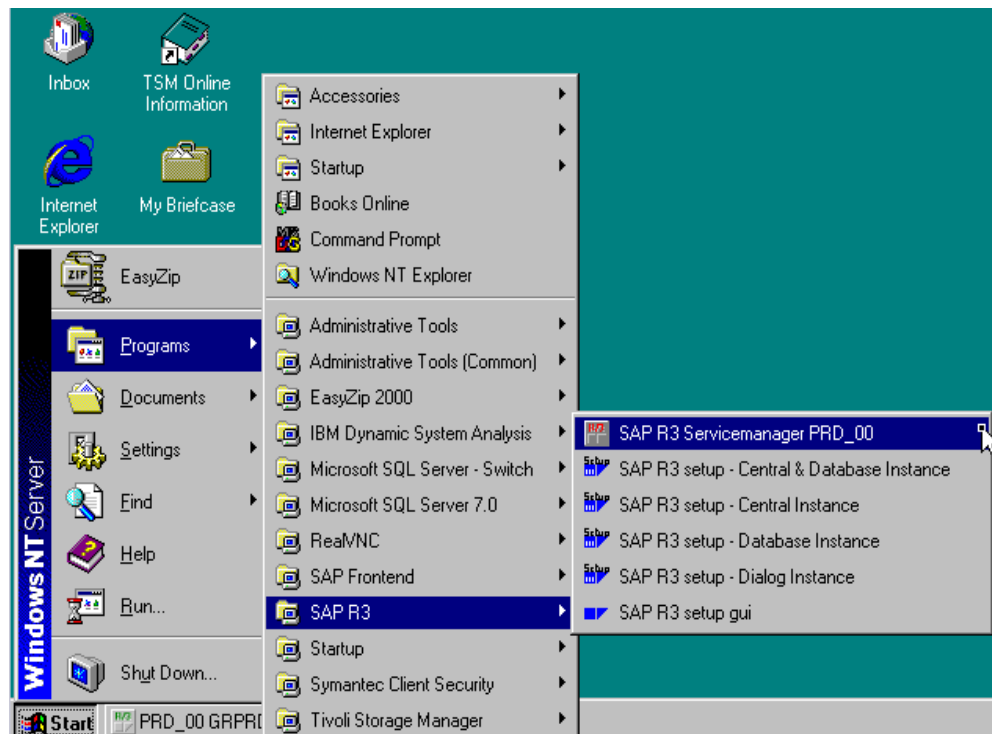 Inbox
TSM Online
Information
Internet
Explorer
My Briefcase
Windows NT Server
ZIP
EasyZip
Programs
Documents
Settings
Find
Help
Run...
Shut Down...
Start
PRD_00 GRPRD
Accessories
Internet Explorer
Startup
Books Online
Command Prompt
Windows NT Explorer
Administrative Tools
Administrative Tools (Common)
EasyZip 2000
IBM Dynamic System Analysis
Microsoft SQL Server - Switch
Microsoft SQL Server 7.0
RealVNC
SAP Frontend
SAP R3
Startup
Symantec Client Security
Tivoli Storage Manager
SAP R3 Servicemanager PRD_00
SAP R3 setup - Central & Database Instance
SAP R3 setup - Central Instance
SAP R3 setup - Database Instance
SAP R3 setup - Dialog Instance
SAP R3 setup gui